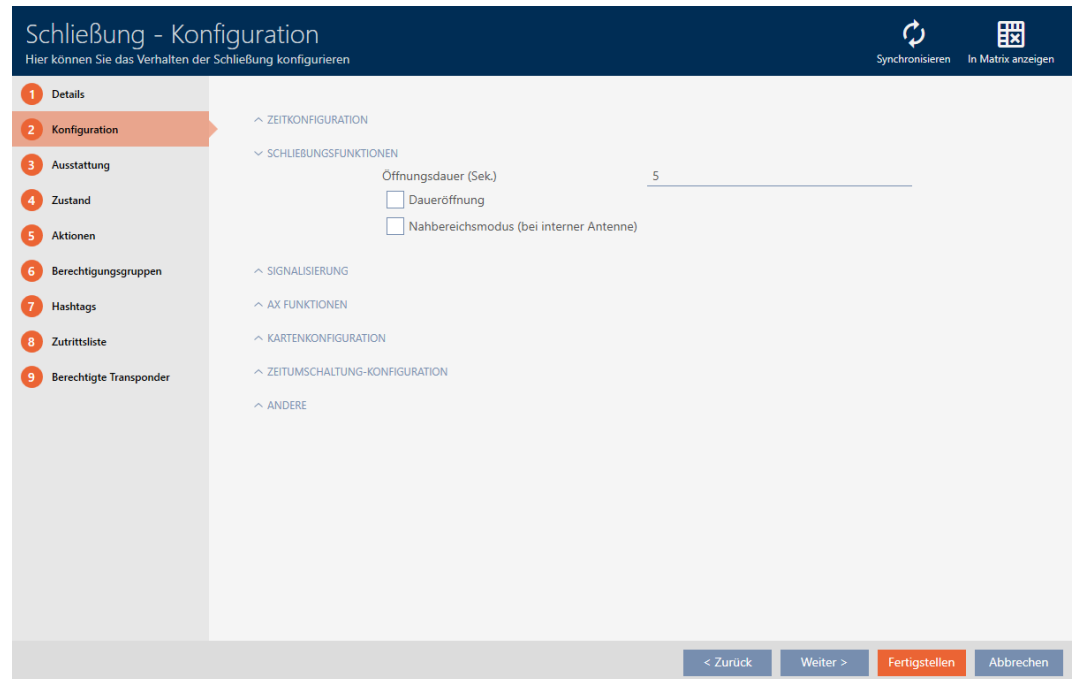 Schließung - Konfiguration
Hier können Sie das Verhalten der Schließung konfigurieren
Synchronisieren
In Matrix anzeigen
1 Details
2 Konfiguration
3 Ausstattung
4 Zustand
5 Aktionen
6 Berechtigungsgruppen
7 Hashtags
8 Zutrittsliste
9 Berechtigte Transponder
ZEITKONFIGURATION
SCHLIEßUNGSFUNKTIONEN
Öffnungsdauer (Sek.) 5
Daueröffnung
Nahbereichsmodus (bei interner Antenne)
SIGNALISIERUNG
AX FUNKTIONEN
KARTENKONFIGURATION
ZEITUMSCHALTUNG-KONFIGURATION
ANDERE
< Zurück
Weiter >
Fertigstellen
Abbrechen